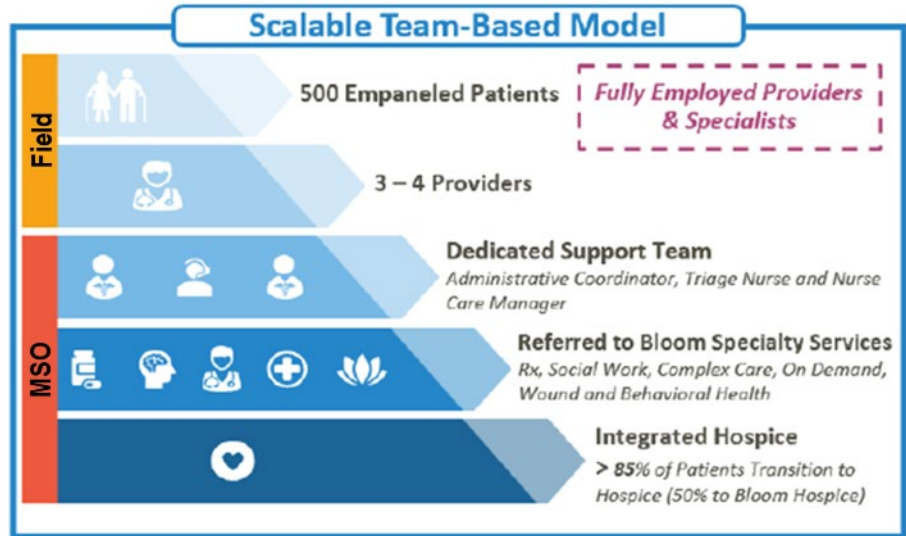 Scalable Team-Based Model
Field
500 Empaneled Patients
Fully Employed Providers
& Specialists
3 – 4 Providers
MSO
Dedicated Support Team
Administrative Coordinator, Triage Nurse and Nurse
Care Manager
Referred to Bloom Specialty Services
Rx, Social Work, Complex Care, On Demand,
Wound and Behavioral Health
Integrated Hospice
> 85% of Patients Transition to
Hospice (50% to Bloom Hospice)